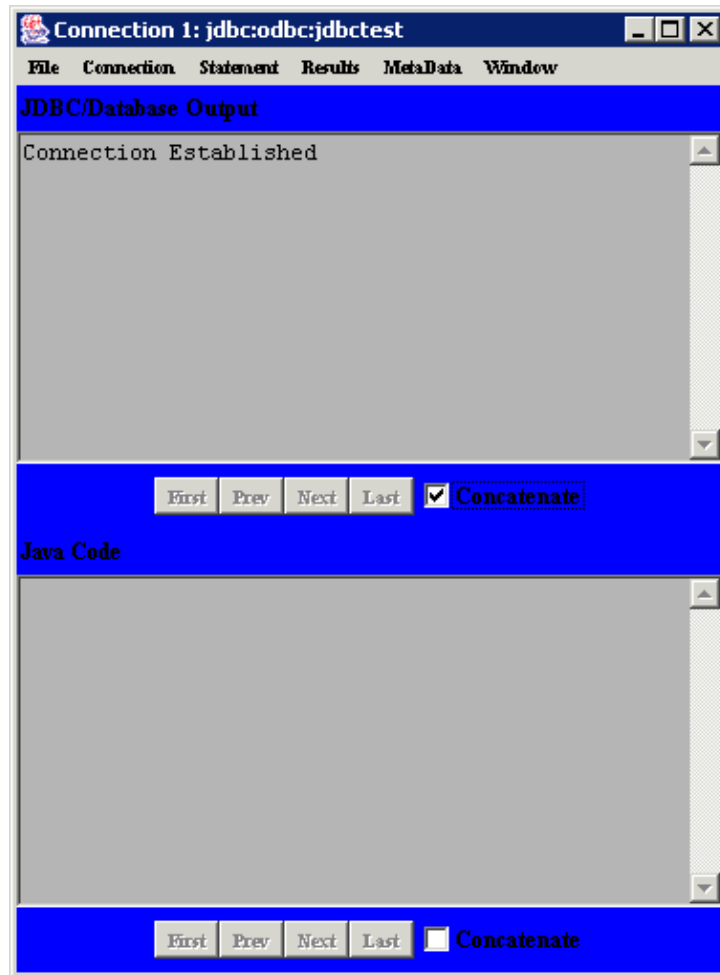 Connection 1: jdbc:odbc:jdbctest
File Connection Statement Results MetaData Window
JDBC/Database Output
Connection Established
First Prev Next Last Concatenate
Java Code
First Prev Next Last Concatenate